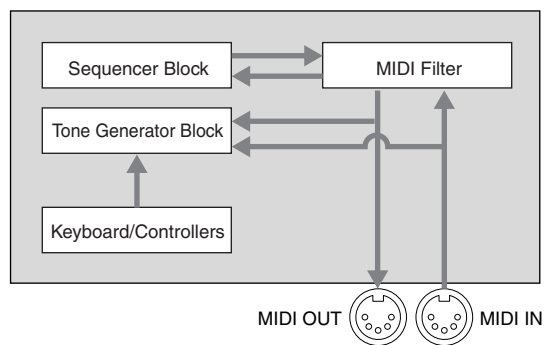 Sequencer Block
MIDI Filter
Tone Generator Block
Keyboard/Controllers
MIDI OUT
MIDI IN